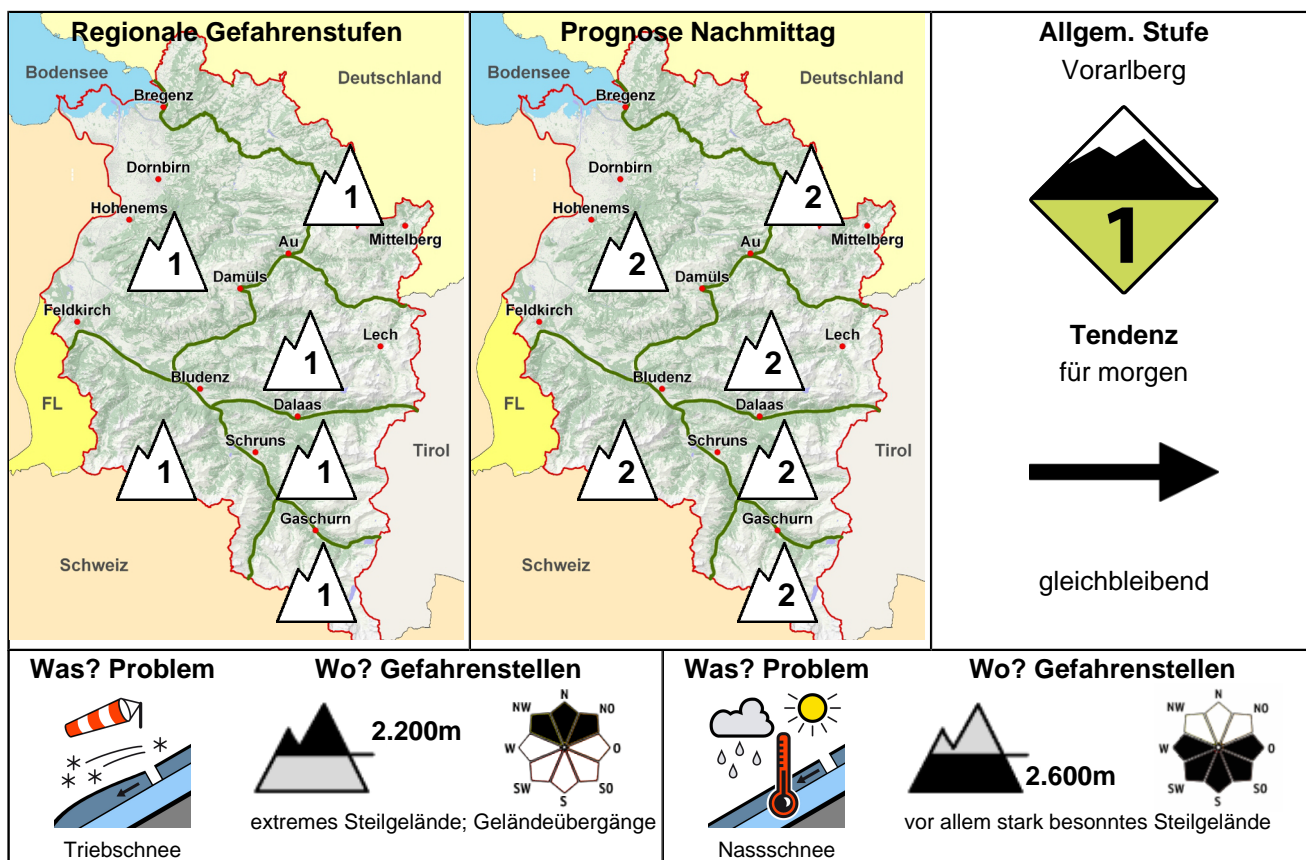 Regionale Gefahrenstufen
Bodensee
Deutschland
Bregenz
Dornbirn
1
Hohenems
Mittelberg
1
Au
Damüls
Feldkirch
Lech
1
Bludenz
FL
Dalaas
Schruns
Tirol
1
1
Gaschurn
Schweiz
1
Prognose Nachmittag
Bodensee
Deutschland
Bregenz
Dornbirn
2
Hohenems
Mittelberg
2
Au
Damüls
Feldkirch
Lech
2
Bludenz
FL
Dalaas
Schruns
Tirol
2
2
Gaschurn
Schweiz
2
Allgem. Stufe
Vorarlberg
1
Tendenz
für morgen
gleichbleibend
Was? Problem
Wo? Gefahrenstellen
2.200m
N
NW
NO
W
O
SW
SO
S
extremes Steilgelände; Geländeübergänge
Triebschnee
Was? Problem
Wo? Gefahrenstellen
2.600m
N
NW
NO
W
O
SW
SO
S
vor allem stark besonntes Steilgelände
Nassschnee